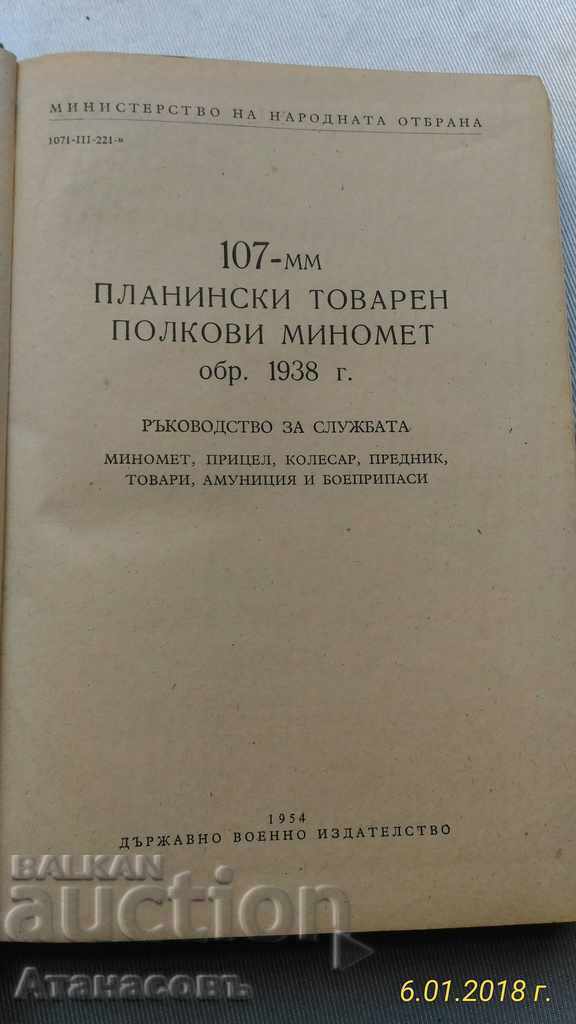 МИНИСТЕРСТВО НА НАРОДНАТА ОТБРАНА
1071-III-221-в
107-мм
ПЛАНИНСКИ ТОВАРЕН
ПОЛКОВИ МИНОМЕТ
обр. 1938 г.
РЪКОВОДСТВО ЗА СЛУЖБАТА
МИНОМЕТ, ПРИЦЕЛ, КОЛЕСАР, ПРЕДНИК,
ТОВАРИ, АМУНИЦИЯ И БОЕПРИПАСИ
1954
ДЪРЖАВНО ВОЕННО ИЗДАТЕЛСТВО
BALKAN
auction
Атанасовъ
6.01.2018 г.